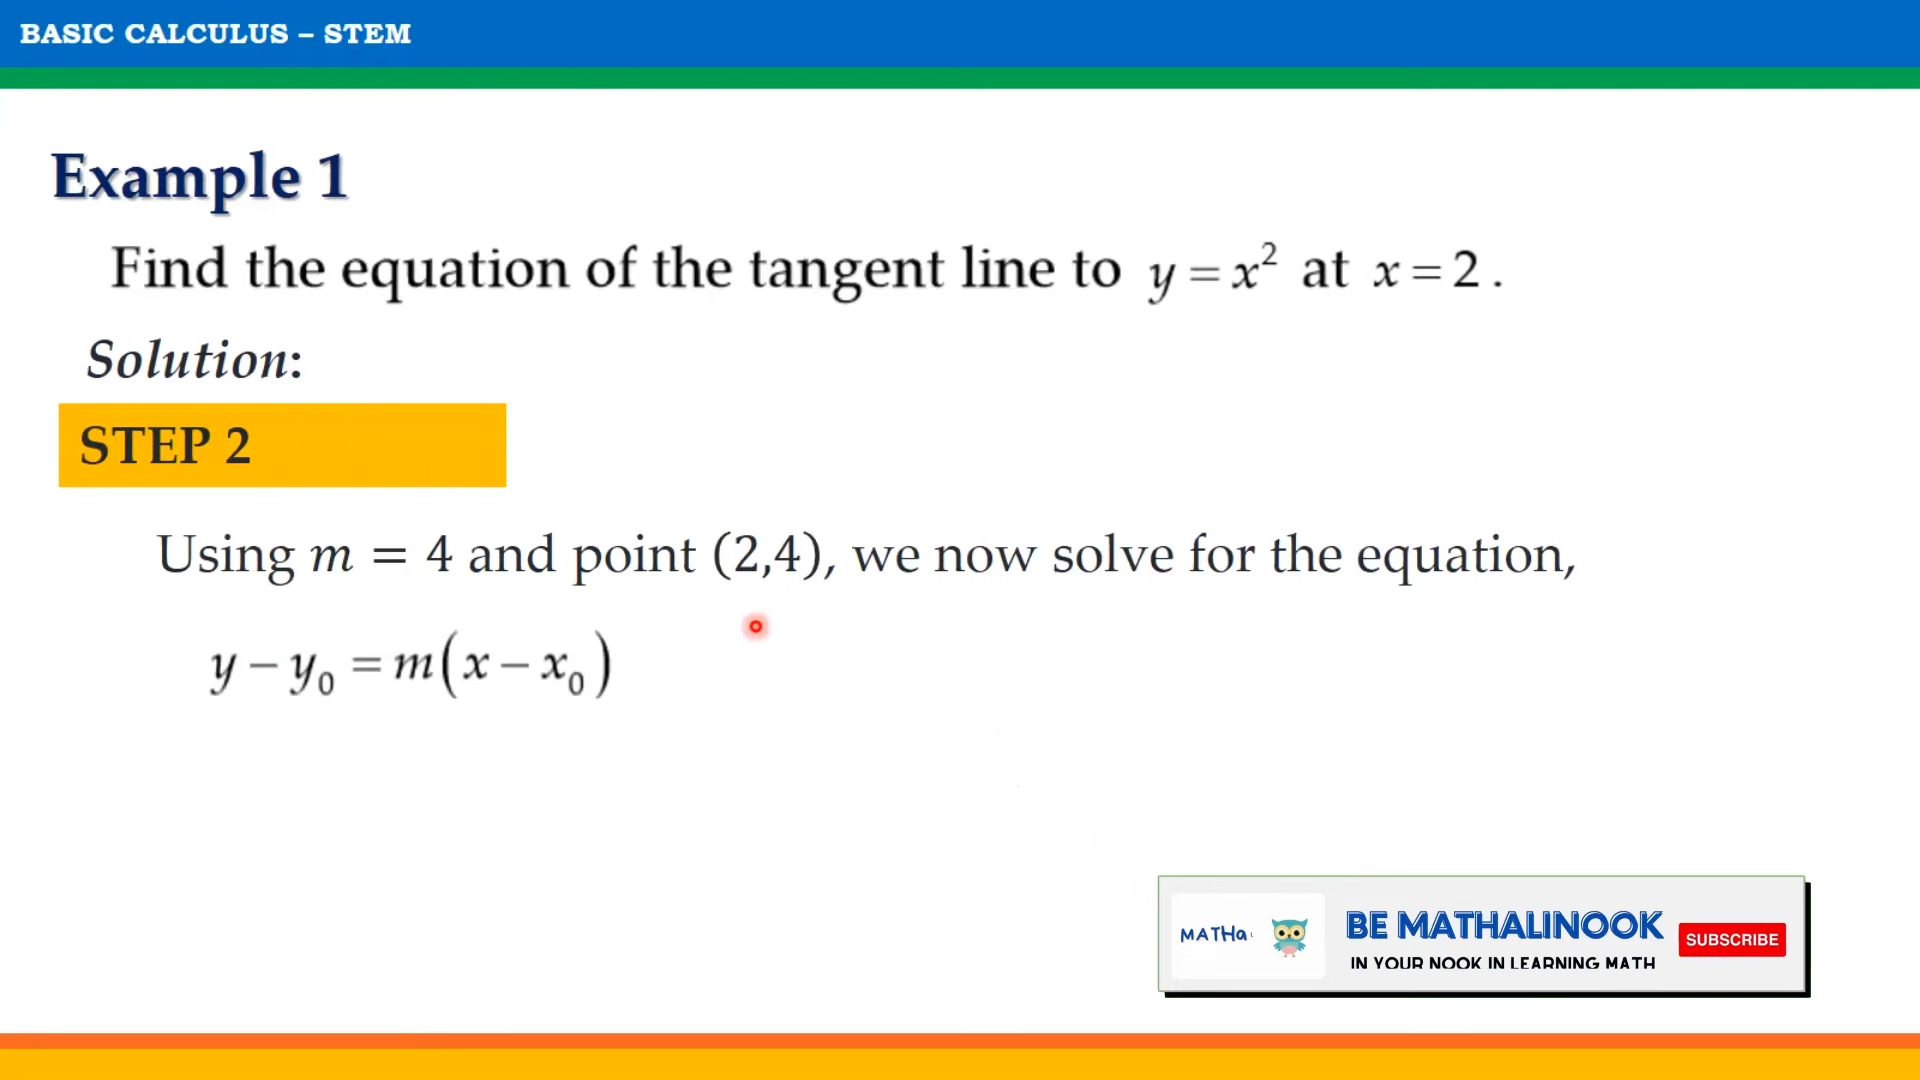 BASIC CALCULUS – STEM
Example 1
Find the equation of the tangent line to y = x² at x = 2 .
Solution:
STEP 2
Using m = 4 and point (2,4), we now solve for the equation,
y − y₀ = m(x − x₀)
MATHa
BE MATHALINOOK
SUBSCRIBE
IN YOUR NOOK IN LEARNING MATH